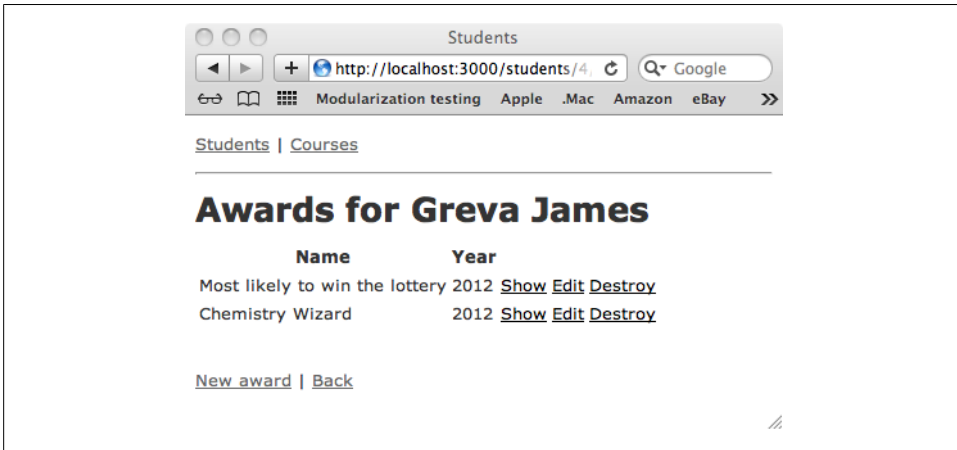 Students
http://localhost:3000/students/4
Google
Modularization testing Apple .Mac Amazon eBay
Students | Courses
Awards for Greva James
Name Year
Most likely to win the lottery 2012 Show Edit Destroy
Chemistry Wizard 2012 Show Edit Destroy
New award | Back